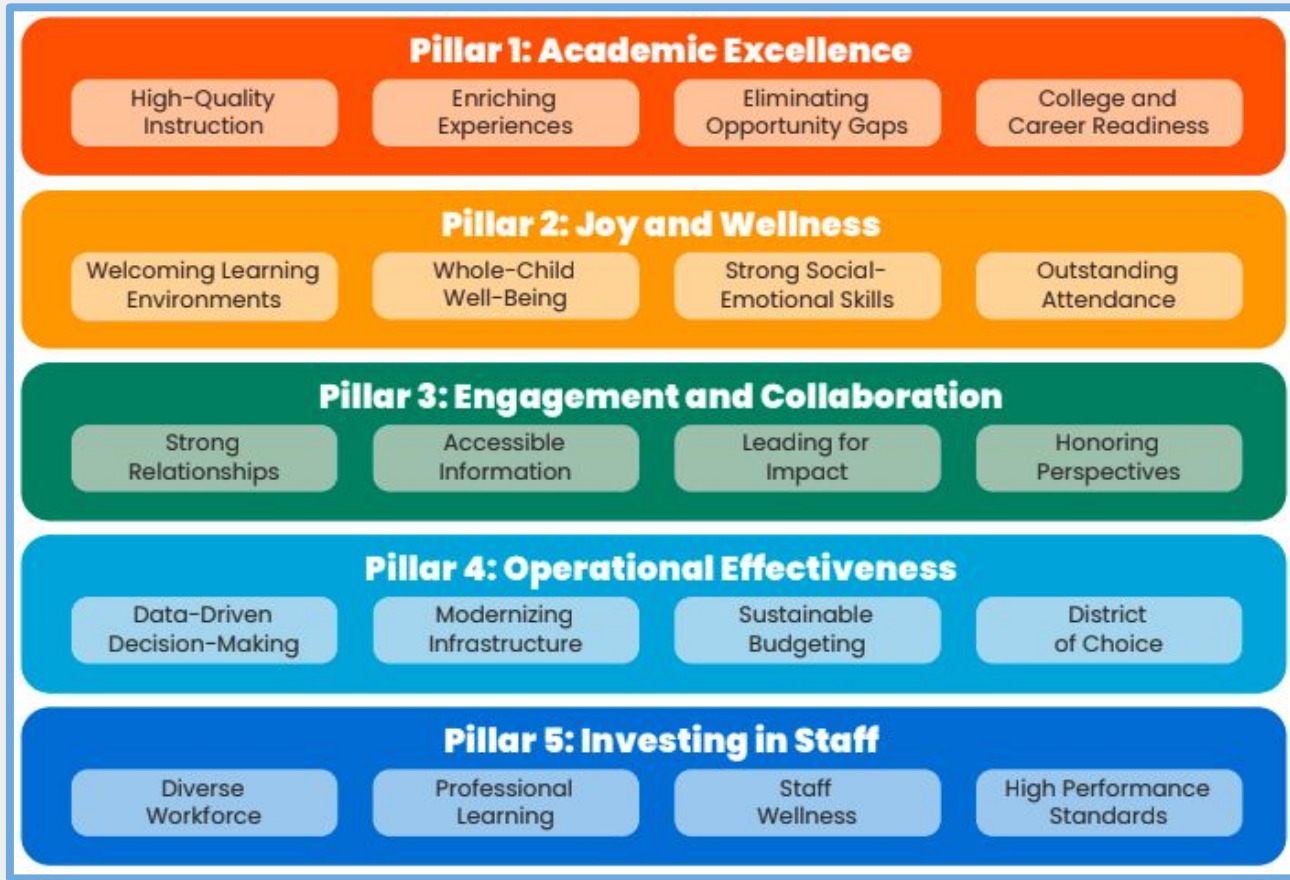 Pillar 1: Academic Excellence
High-Quality
Instruction
Enriching
Experiences
Eliminating
Opportunity Gaps
College and
Career Readiness
Pillar 2: Joy and Wellness
Welcoming Learning
Environments
Whole-Child
Well-Being
Strong Social-
Emotional Skills
Outstanding
Attendance
Pillar 3: Engagement and Collaboration
Strong
Relationships
Accessible
Information
Leading for
Impact
Honoring
Perspectives
Pillar 4: Operational Effectiveness
Data-Driven
Decision-Making
Modernizing
Infrastructure
Sustainable
Budgeting
District
of Choice
Pillar 5: Investing in Staff
Diverse
Workforce
Professional
Learning
Staff
Wellness
High Performance
Standards